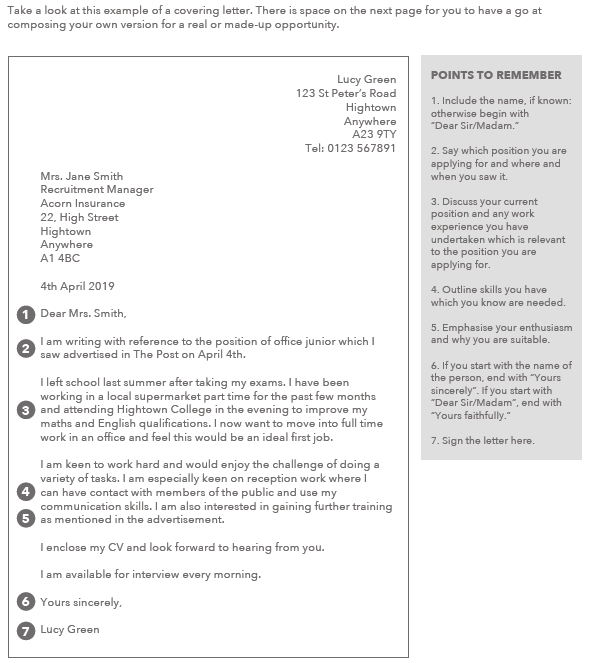 Take a look at this example of a covering letter. There is space on the next page for you to have a go at
composing your own version for a real or made-up opportunity.
Lucy Green
123 St Peter's Road
Hightown
Anywhere
A23 9TY
Tel: 0123 567891
Mrs. Jane Smith
Recruitment Manager
Acorn Insurance
22, High Street
Hightown
Anywhere
A1 4BC
4th April 2019
1 Dear Mrs. Smith,
2 I am writing with reference to the position of office junior which I
saw advertised in The Post on April 4th.
I left school last summer after taking my exams. I have been
working in a local supermarket part time for the past few months
3 and attending Hightown College in the evening to improve my
maths and English qualifications. I now want to move into full time
work in an office and feel this would be an ideal first job.
I am keen to work hard and would enjoy the challenge of doing a
variety of tasks. I am especially keen on reception work where I
4 can have contact with members of the public and use my
communication skills. I am also interested in gaining further training
5 as mentioned in the advertisement.
I enclose my CV and look forward to hearing from you.
I am available for interview every morning.
6 Yours sincerely,
7 Lucy Green
POINTS TO REMEMBER
1. Include the name, if known:
otherwise begin with
"Dear Sir/Madam."
2. Say which position you are
applying for and where and
when you saw it.
3. Discuss your current
position and any work
experience you have
undertaken which is relevant
to the position you are
applying for.
4. Outline skills you have
which you know are needed.
5. Emphasise your enthusiasm
and why you are suitable.
6. If you start with the name of
the person, end with "Yours
sincerely". If you start with
"Dear Sir/Madam", end with
"Yours faithfully."
7. Sign the letter here.